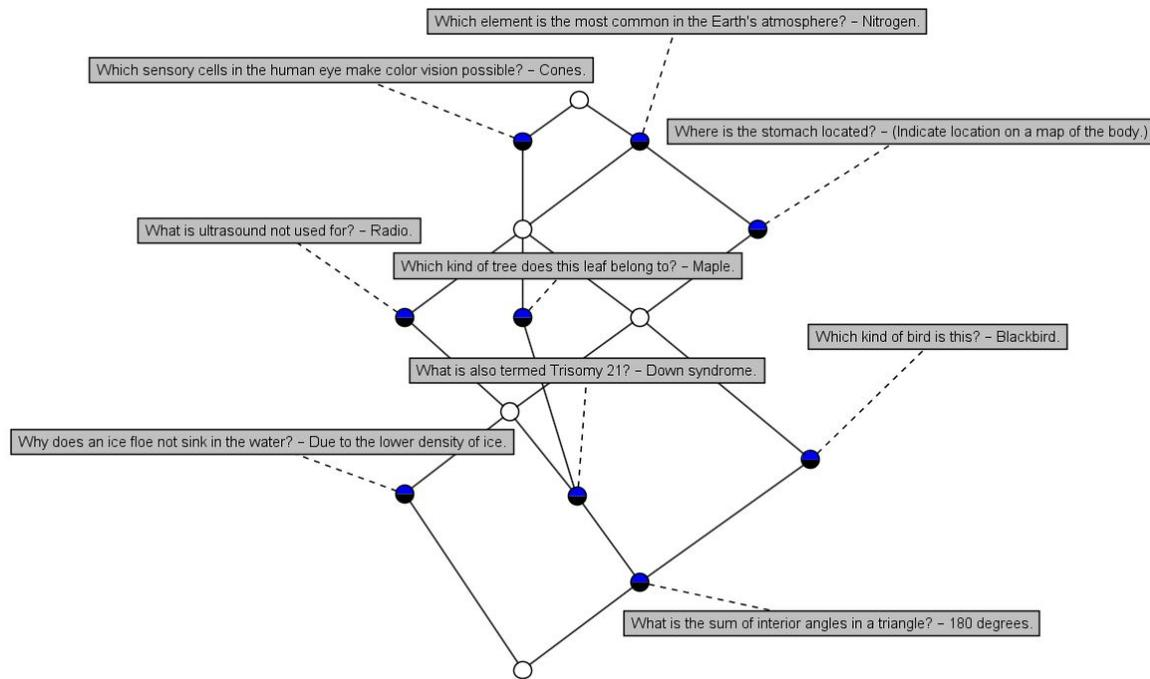 Which element is the most common in the Earth's atmosphere? – Nitrogen.
Which sensory cells in the human eye make color vision possible? – Cones.
Where is the stomach located? – (Indicate location on a map of the body.)
What is ultrasound not used for? – Radio.
Which kind of tree does this leaf belong to? – Maple.
Which kind of bird is this? – Blackbird.
What is also termed Trisomy 21? – Down syndrome.
Why does an ice floe not sink in the water? – Due to the lower density of ice.
What is the sum of interior angles in a triangle? – 180 degrees.